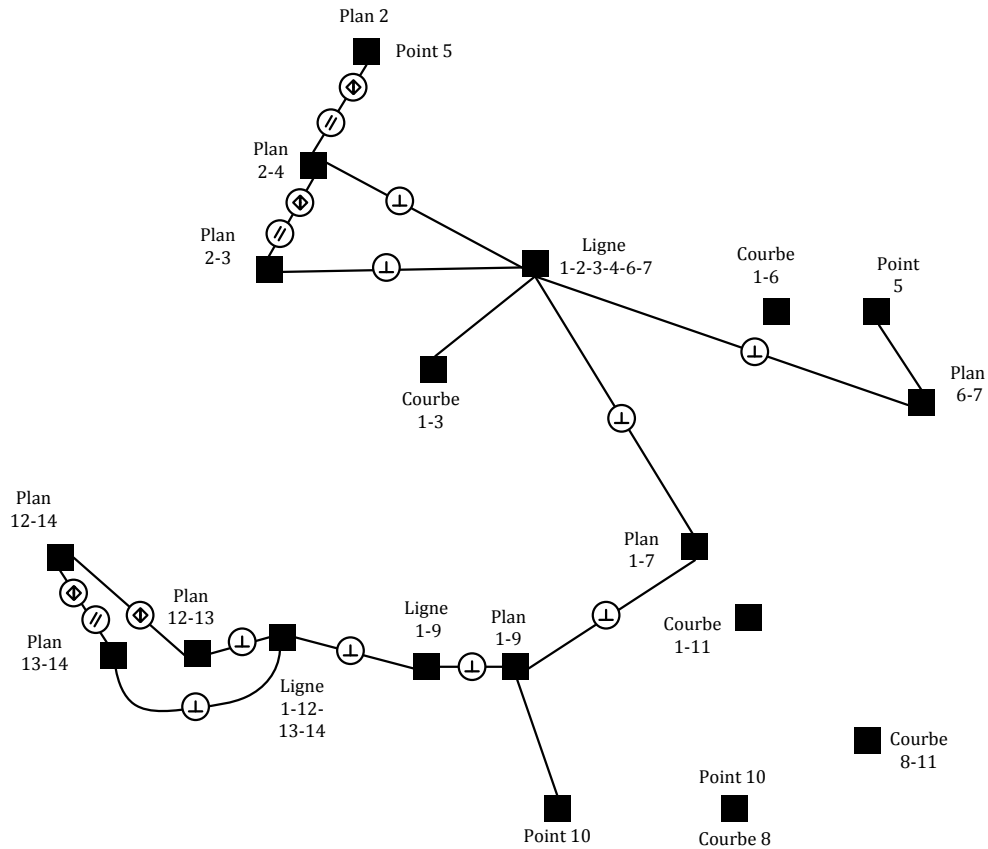 Plan 2
Point 5
Plan
2-4
Plan
2-3
Ligne
1-2-3-4-6-7
Courbe
1-6
Point
5
Plan
6-7
Courbe
1-3
Plan
12-14
Plan
1-7
Plan
12-13
Ligne
1-9
Plan
1-9
Courbe
1-11
Plan
13-14
Ligne
1-12-
13-14
Courbe
8-11
Point 10
Point 10
Courbe 8